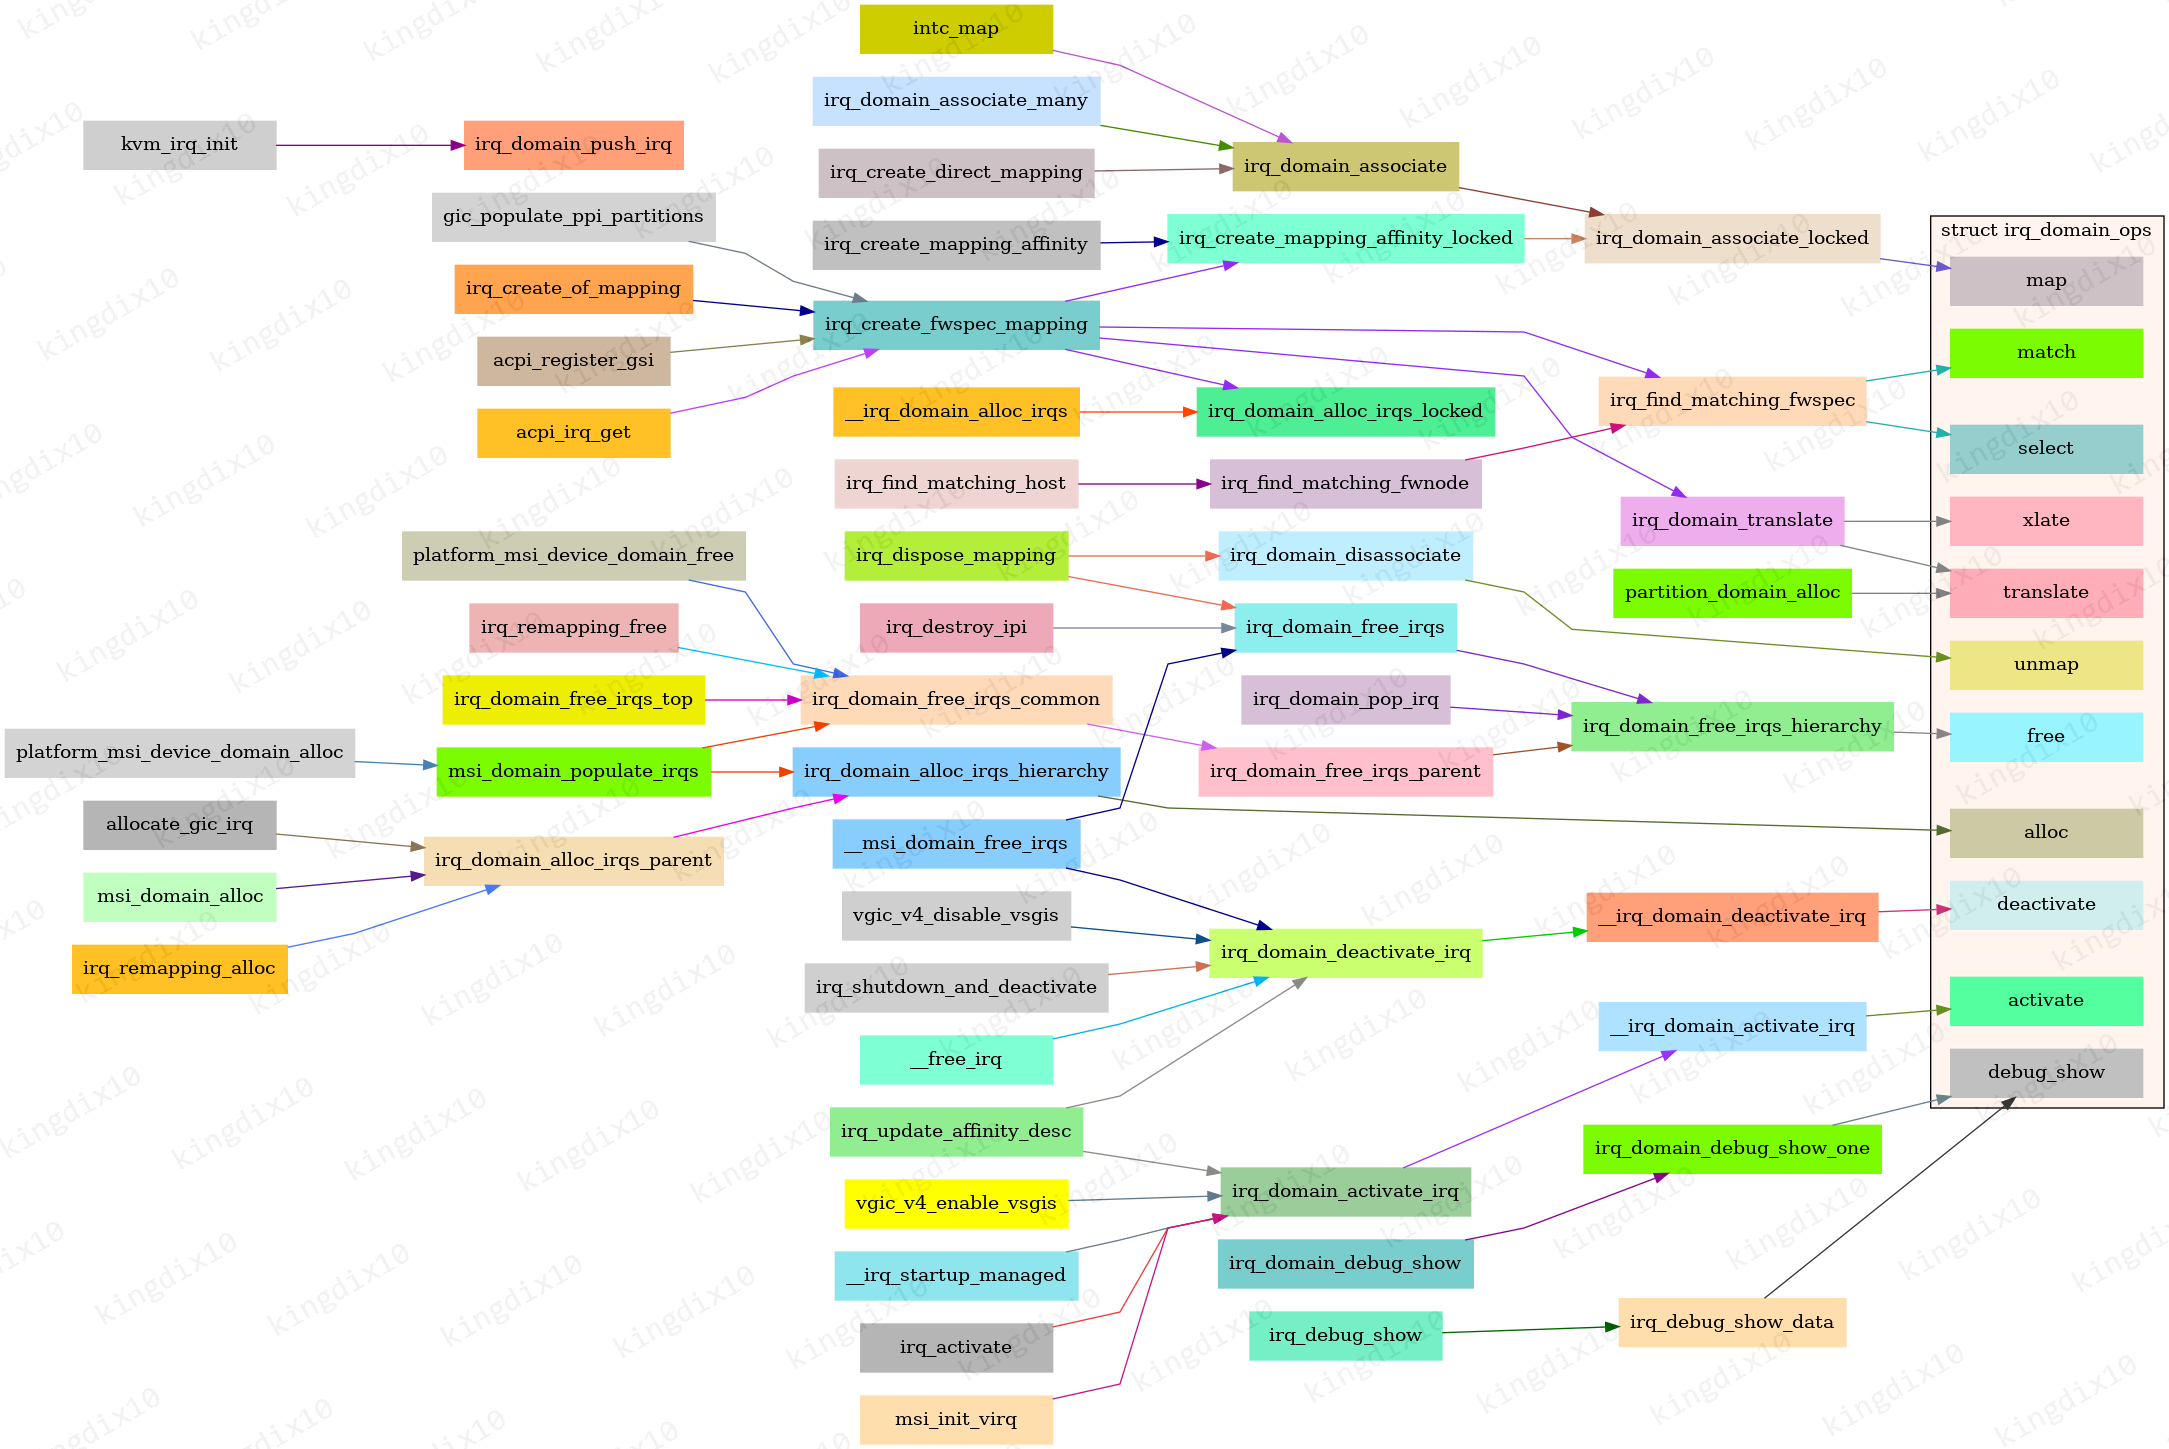 intc_map
irq_domain_associate_many
kvm_irq_init
irq_domain_push_irq
irq_create_direct_mapping
irq_domain_associate
gic_populate_ppi_partitions
irq_create_mapping_affinity
irq_create_mapping_affinity_locked
irq_domain_associate_locked
struct irq_domain_ops
map
irq_create_of_mapping
irq_create_fwspec_mapping
acpi_register_gsi
match
acpi_irq_get
__irq_domain_alloc_irqs
irq_domain_alloc_irqs_locked
irq_find_matching_fwspec
select
irq_find_matching_host
irq_find_matching_fwnode
irq_domain_translate
xlate
platform_msi_device_domain_free
irq_dispose_mapping
irq_domain_disassociate
partition_domain_alloc
translate
irq_remapping_free
irq_destroy_ipi
irq_domain_free_irqs
unmap
irq_domain_free_irqs_top
irq_domain_free_irqs_common
irq_domain_pop_irq
irq_domain_free_irqs_hierarchy
free
platform_msi_device_domain_alloc
msi_domain_populate_irqs
irq_domain_alloc_irqs_hierarchy
irq_domain_free_irqs_parent
allocate_gic_irq
irq_domain_alloc_irqs_parent
__msi_domain_free_irqs
alloc
msi_domain_alloc
vgic_v4_disable_vsgis
__irq_domain_deactivate_irq
deactivate
irq_remapping_alloc
irq_shutdown_and_deactivate
irq_domain_deactivate_irq
activate
__free_irq
__irq_domain_activate_irq
debug_show
irq_update_affinity_desc
irq_domain_debug_show_one
vgic_v4_enable_vsgis
irq_domain_activate_irq
__irq_startup_managed
irq_domain_debug_show
irq_activate
irq_debug_show
irq_debug_show_data
msi_init_virq
kingdix10